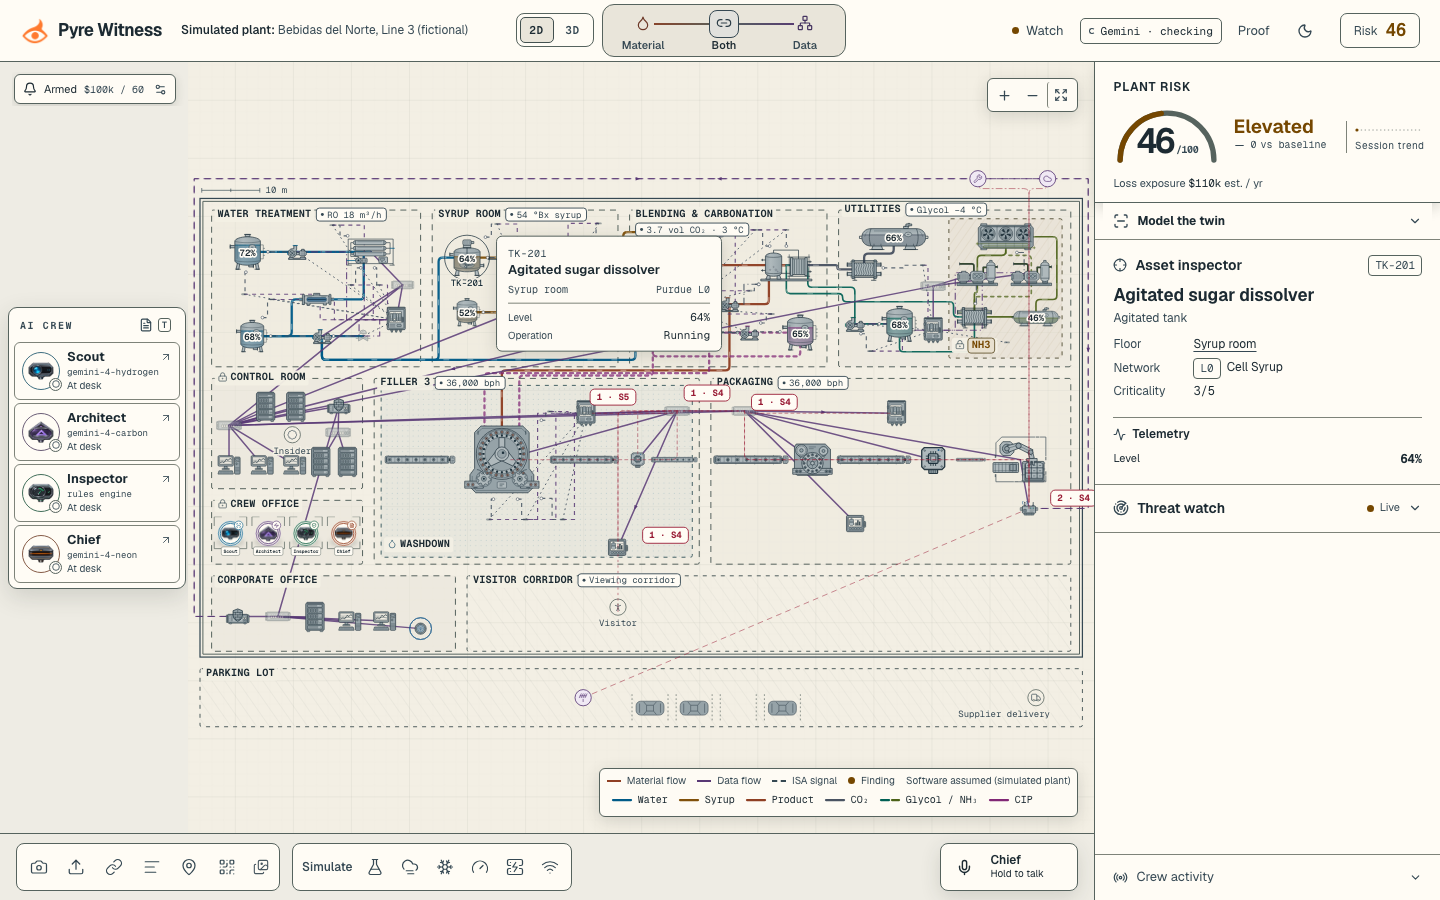 Pyre Witness
Simulated plant: Bebidas del Norte, Line 3 (fictional)
2D 3D
Material Both Data
Watch
Gemini · checking
Proof
Risk 46
Armed $100k / 60
10 m
WATER TREATMENT • RO 18 m³/h
SYRUP ROOM • 54 °Bx syrup
BLENDING & CARBONATION
• 3.7 vol CO₂ · 3 °C
UTILITIES • Glycol −4 °C
72%
68%
64%
TK-201
52%
65%
66%
68%
46%
NH3
TK-201
Agitated sugar dissolver
Syrup room Purdue L0
Level 64%
Operation Running
CONTROL ROOM
Insider
FILLER 3 • 36,000 bph
PACKAGING • 36,000 bph
1 · S5
1 · S4
1 · S4
2 · S4
1 · S4
WASHDOWN
CREW OFFICE
Scout Architect Inspector Chief
CORPORATE OFFICE
VISITOR CORRIDOR • Viewing corridor
Visitor
PARKING LOT
Supplier delivery
AI CREW T
Scout
gemini-4-hydrogen
At desk
Architect
gemini-4-carbon
At desk
Inspector
rules engine
At desk
Chief
gemini-4-neon
At desk
Material flow Data flow ISA signal Finding Software assumed (simulated plant)
Water Syrup Product CO₂ Glycol / NH₃ CIP
Simulate
Chief
Hold to talk
PLANT RISK
46 /100
Elevated
— 0 vs baseline
Session trend
Loss exposure $110k est. / yr
Model the twin
Asset inspector TK-201
Agitated sugar dissolver
Agitated tank
Floor Syrup room
Network L0 Cell Syrup
Criticality 3/5
Telemetry
Level 64%
Threat watch Live
Crew activity